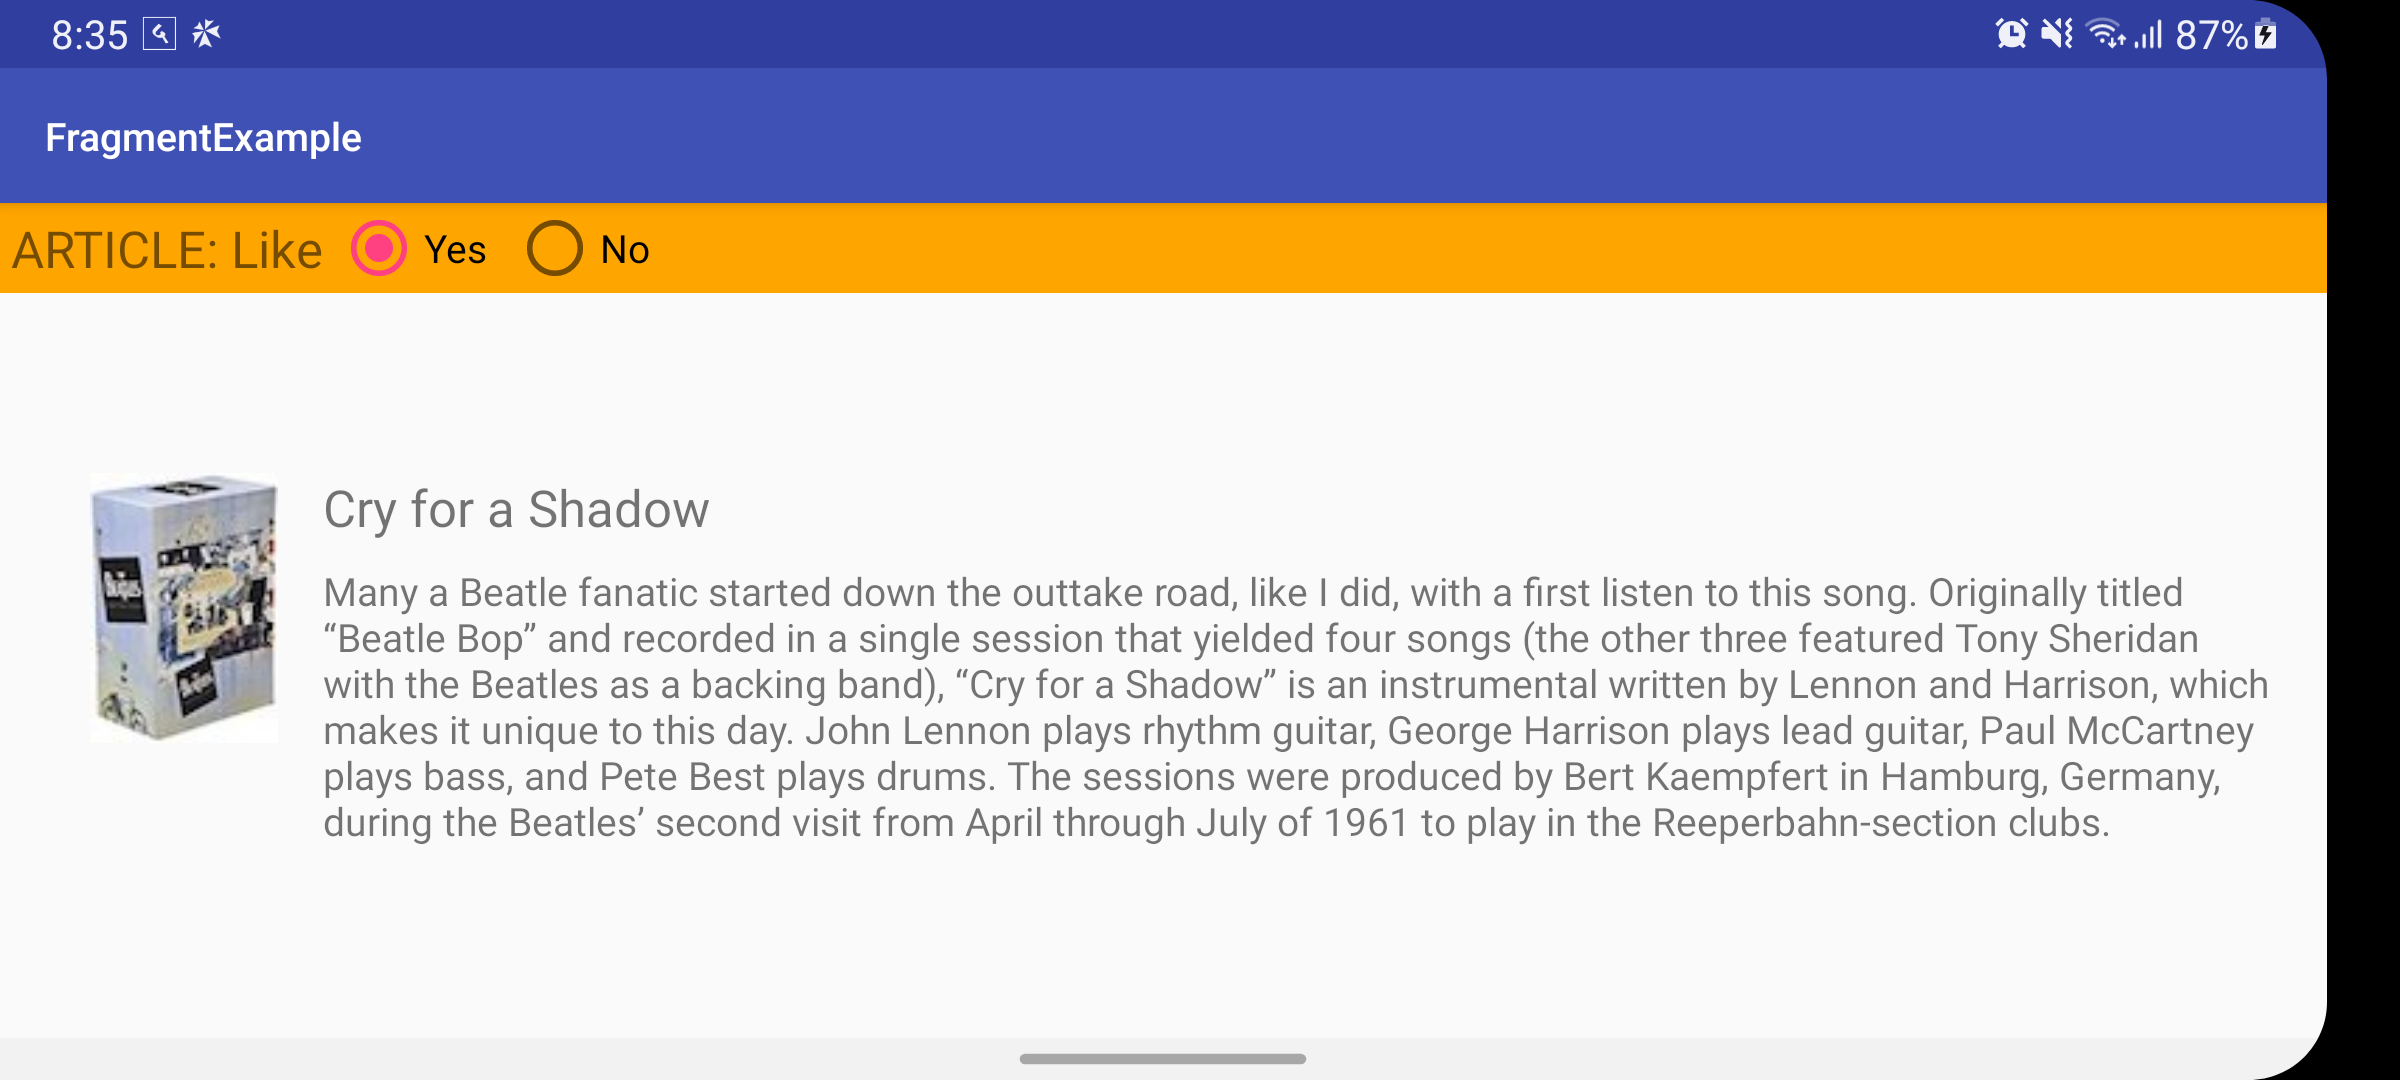 8:35 87%
FragmentExample
ARTICLE: Like Yes No
Cry for a Shadow
Many a Beatle fanatic started down the outtake road, like I did, with a first listen to this song. Originally titled
“Beatle Bop” and recorded in a single session that yielded four songs (the other three featured Tony Sheridan
with the Beatles as a backing band), “Cry for a Shadow” is an instrumental written by Lennon and Harrison, which
makes it unique to this day. John Lennon plays rhythm guitar, George Harrison plays lead guitar, Paul McCartney
plays bass, and Pete Best plays drums. The sessions were produced by Bert Kaempfert in Hamburg, Germany,
during the Beatles’ second visit from April through July of 1961 to play in the Reeperbahn-section clubs.